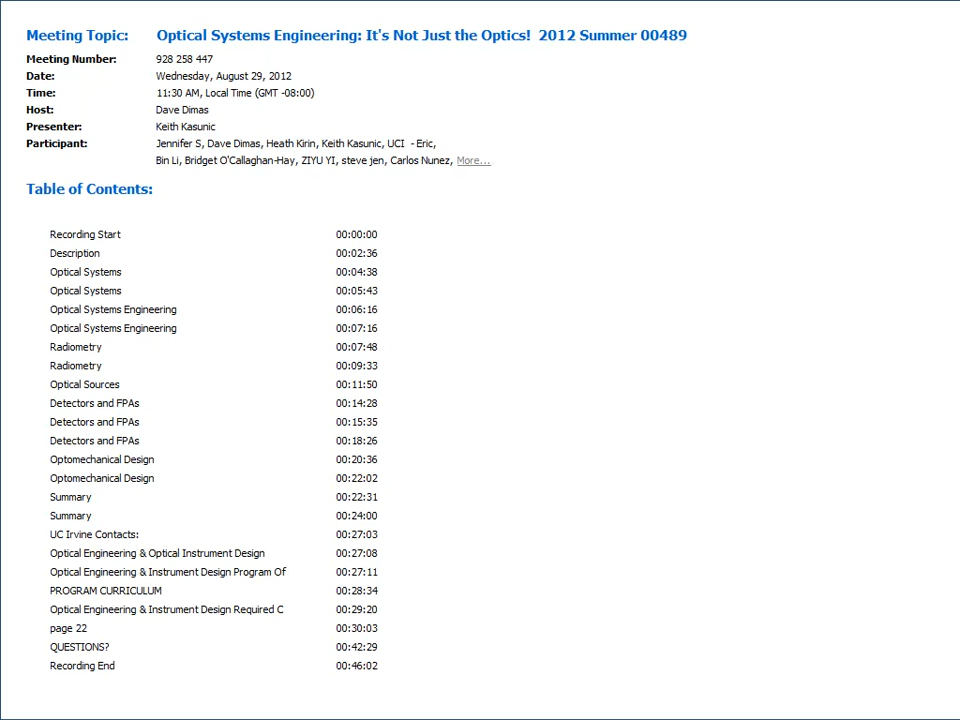 Meeting Topic: Optical Systems Engineering: It's Not Just the Optics!  2012 Summer 00489
Meeting Number: 928 258 447
Date: Wednesday, August 29, 2012
Time: 11:30 AM, Local Time (GMT -08:00)
Host: Dave Dimas
Presenter: Keith Kasunic
Participant: Jennifer S, Dave Dimas, Heath Kirin, Keith Kasunic, UCI  - Eric,
Bin Li, Bridget O'Callaghan-Hay, ZIYU YI, steve jen, Carlos Nunez, More...
Table of Contents:
Recording Start 00:00:00
Description 00:02:36
Optical Systems 00:04:38
Optical Systems 00:05:43
Optical Systems Engineering 00:06:16
Optical Systems Engineering 00:07:16
Radiometry 00:07:48
Radiometry 00:09:33
Optical Sources 00:11:50
Detectors and FPAs 00:14:28
Detectors and FPAs 00:15:35
Detectors and FPAs 00:18:26
Optomechanical Design 00:20:36
Optomechanical Design 00:22:02
Summary 00:22:31
Summary 00:24:00
UC Irvine Contacts: 00:27:03
Optical Engineering & Optical Instrument Design 00:27:08
Optical Engineering & Instrument Design Program Of 00:27:11
PROGRAM CURRICULUM 00:28:34
Optical Engineering & Instrument Design Required C 00:29:20
page 22 00:30:03
QUESTIONS? 00:42:29
Recording End 00:46:02